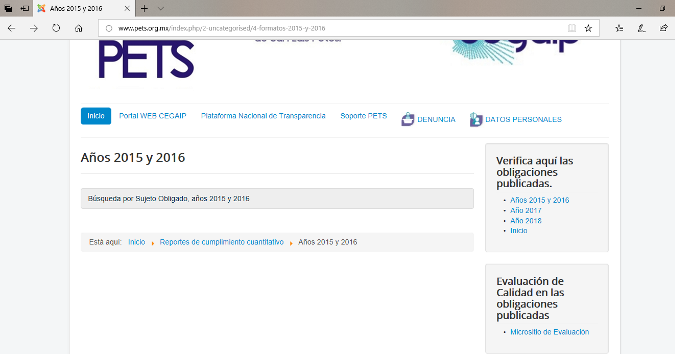 Años 2015 y 2016
www.pets.org.mx/index.php/2-uncategorised/4-formatos-2015-y-2016
PETS
Inicio Portal WEB CEGAIP Plataforma Nacional de Transparencia Soporte PETS DENUNCIA DATOS PERSONALES
Años 2015 y 2016
Búsqueda por Sujeto Obligado, años 2015 y 2016
Está aquí: Inicio Reportes de cumplimiento cuantitativo Años 2015 y 2016
Verifica aquí las
obligaciones
publicadas.
Años 2015 y 2016
Año 2017
Año 2018
Inicio
Evaluación de
Calidad en las
obligaciones
publicadas
Micrositio de Evaluación